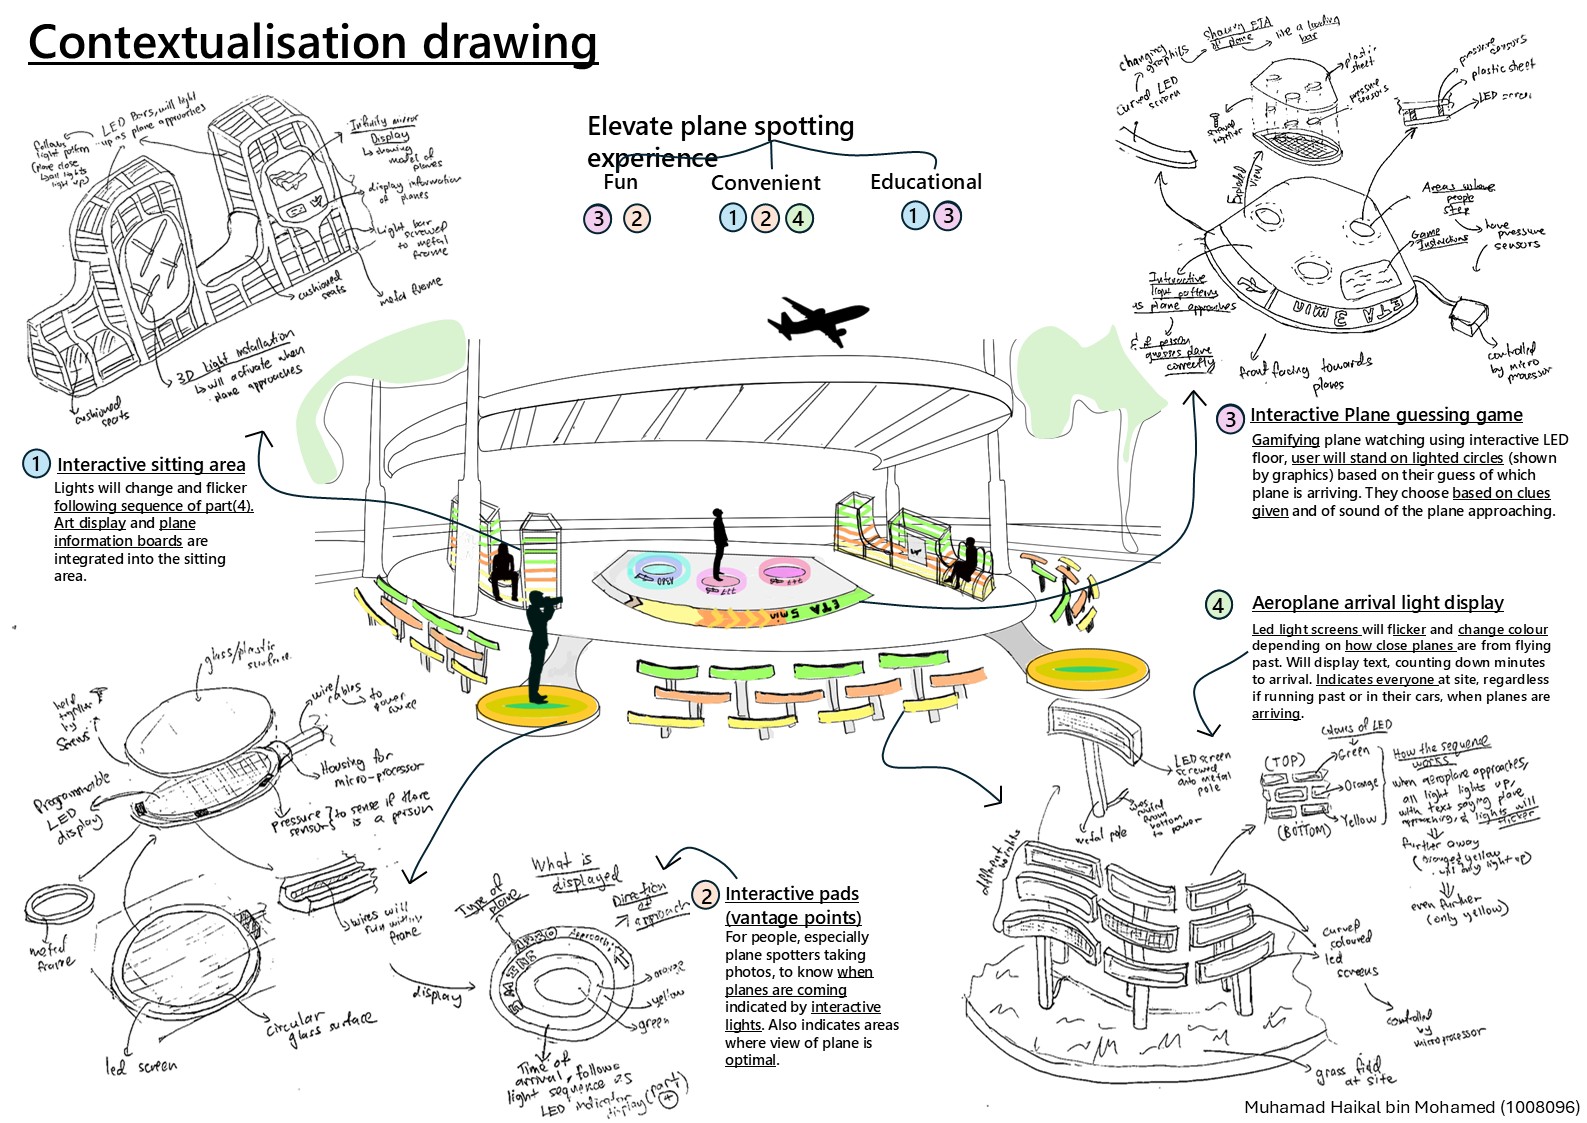 Contextualisation drawing
LED Bars, will light
up as plane approaches
follows
light pattern
(plane close
↳ all lights
light up)
Infinity mirror
Display
↳ showing
model of
planes
display information
of planes
Light bar
screwed
to metal
frame
metal frame
cushioned
seats
3D Light installation
↳ will activate when
plane approaches
cushioned
seats
1 Interactive sitting area
Lights will change and flicker
following sequence of part(4).
Art display and plane
information boards are
integrated into the sitting
area.
Elevate plane spotting
experience
Fun
Convenient
Educational
3 2
1 2 4
1 3
changing
graphics
showing ETA
of plane
like a loading
bar
curved LED
screen
screwed
together
plastic
sheet
pressure
sensors
pressure
sensors
plastic sheet
LED screen
Exploded
view
Areas where
people
step
have
pressure
sensors
Game
Instructions
Interactive
light patterns
as plane approaches
& if person
guesses plane
correctly
ETA 3 min
front facing towards
planes
controlled
by micro
processor
3 Interactive Plane guessing game
Gamifying plane watching using interactive LED
floor, user will stand on lighted circles (shown
by graphics) based on their guess of which
plane is arriving. They choose based on clues
given and of sound of the plane approaching.
A380
777
777
ETA 5 min
4 Aeroplane arrival light display
Led light screens will flicker and change colour
depending on how close planes are from flying
past. Will display text, counting down minutes
to arrival. Indicates everyone at site, regardless
if running past or in their cars, when planes are
arriving.
LED screen
screwed
onto metal
pole
metal pole
bottom
to power
different
heights
colours of LED
(TOP)
Green
Orange
Yellow
(BOTTOM)
How the sequence
works
when aeroplane approaches,
all light lights up,
with text saying plane
approaching, & lights will
flicker
further away
(orange & yellow
will only light up)
even further
(only yellow)
curved
coloured
led
screens
controlled
by
microprocessor
grass field
at site
glass/plastic
surface
held
together
by
screws
wire/cables to
power
source
Housing for
micro-processor
Programmable
LED
display
pressure
sensors
to sense if there
is a person
metal
frame
wires will
run within
frame
circular
glass surface
led screen
display
What is
displayed
Type of
plane
Direction
of
approach
A380
Approach:
5 MINS
orange
yellow
green
Time of
arrival, follows
light sequence as
LED indicator
display (part 4)
2 Interactive pads
(vantage points)
For people, especially
plane spotters taking
photos, to know when
planes are coming
indicated by interactive
lights. Also indicates areas
where view of plane is
optimal.
Muhamad Haikal bin Mohamed (1008096)